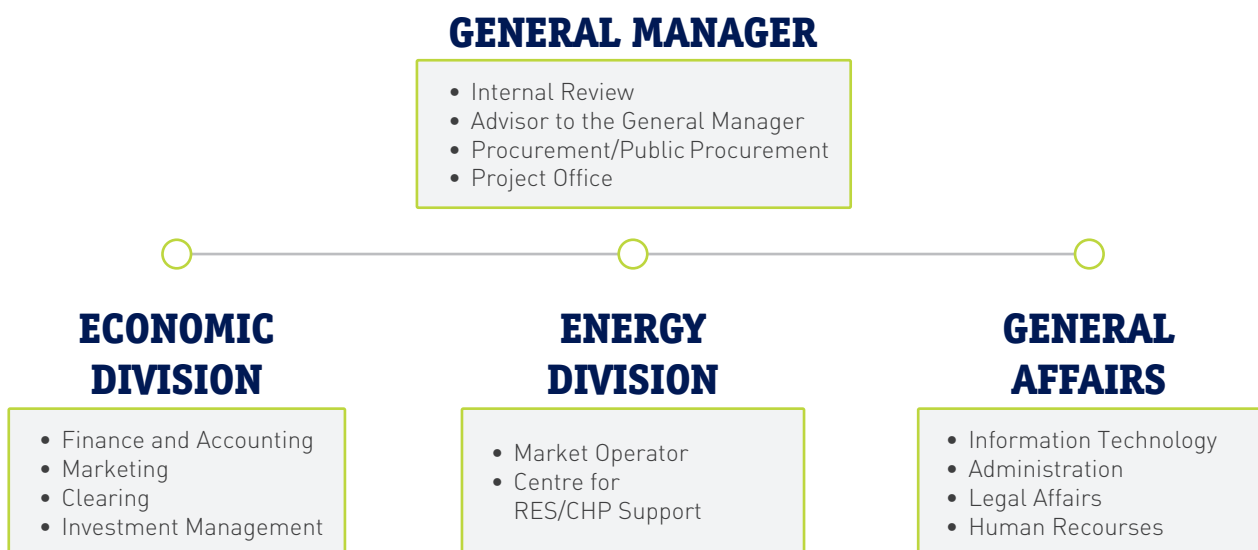 GENERAL MANAGER
• Internal Review
• Advisor to the General Manager
• Procurement/Public Procurement
• Project Office
ECONOMIC
DIVISION
• Finance and Accounting
• Marketing
• Clearing
• Investment Management
ENERGY
DIVISION
• Market Operator
• Centre for
RES/CHP Support
GENERAL
AFFAIRS
• Information Technology
• Administration
• Legal Affairs
• Human Recourses